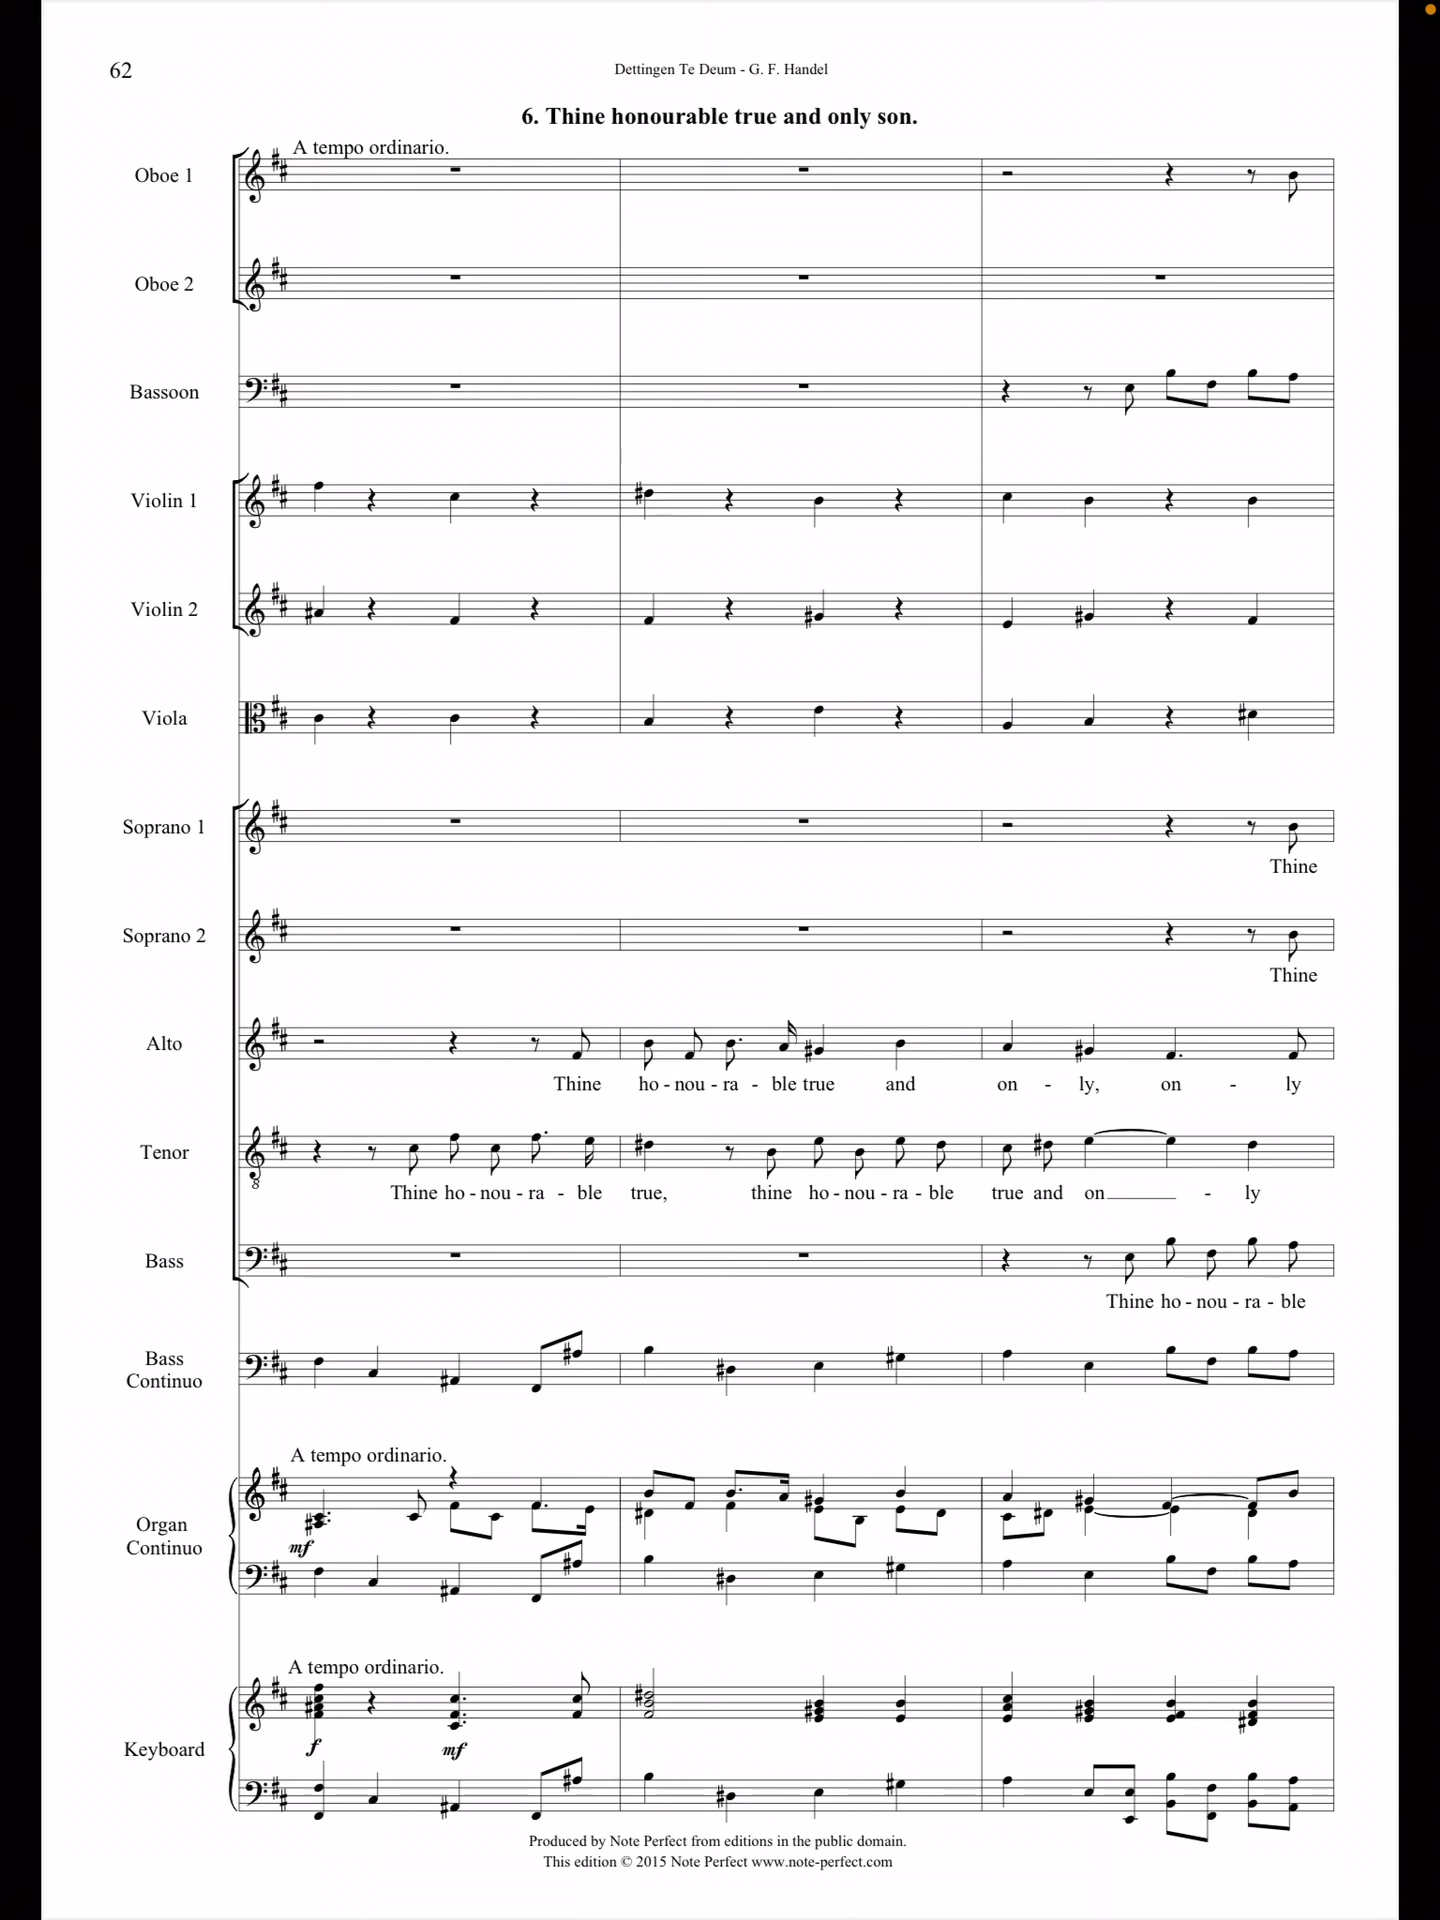 62
Dettingen Te Deum - G. F. Handel
6. Thine honourable true and only son.
A tempo ordinario.
Oboe 1
Oboe 2
Bassoon
Violin 1
Violin 2
Viola
Soprano 1
Thine
Soprano 2
Thine
Alto
Thine ho - nou - ra - ble true and on - ly, on - ly
Tenor
Thine ho - nou - ra - ble true, thine ho - nou - ra - ble true and on - ly
8
Bass
Thine ho - nou - ra - ble
Bass
Continuo
A tempo ordinario.
Organ
Continuo
mf
A tempo ordinario.
f mf
Keyboard
Produced by Note Perfect from editions in the public domain.
This edition © 2015 Note Perfect www.note-perfect.com